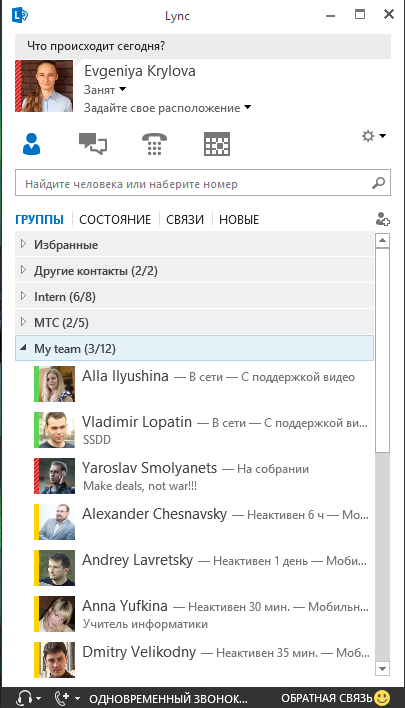 Lync
Что происходит сегодня?
Evgeniya Krylova
Занят
Задайте свое расположение
Найдите человека или наберите номер
ГРУППЫ СОСТОЯНИЕ СВЯЗИ НОВЫЕ
Избранные
Другие контакты (2/2)
Intern (6/8)
МТС (2/5)
My team (3/12)
Alla Ilyushina — В сети — С поддержкой видео
Vladimir Lopatin — В сети — С поддержкой ви...
SSDD
Yaroslav Smolyanets — На собрании
Make deals, not war!!!
Alexander Chesnavsky — Неактивен 6 ч — Mo...
Andrey Lavretsky — Неактивен 1 день — Моби...
Anna Yufkina — Неактивен 30 мин. — Мобильн...
Учитель информатики
Dmitry Velikodny — Неактивен 35 мин. — Моб...
ОДНОВРЕМЕННЫЙ ЗВОНОК... ОБРАТНАЯ СВЯЗЬ